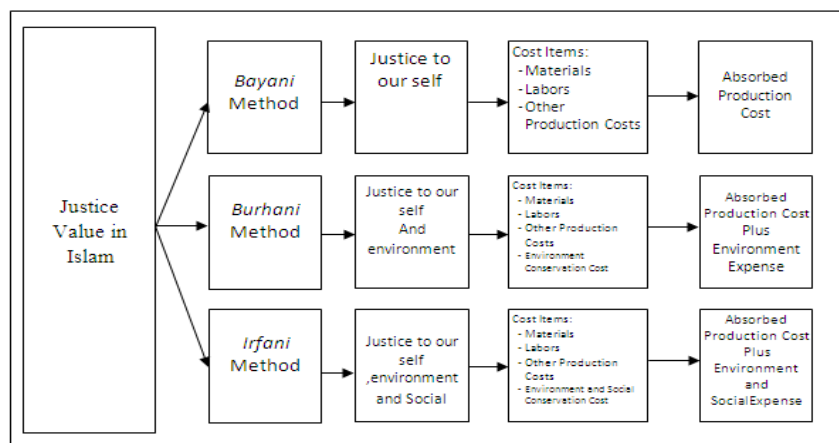 Justice
Value in
Islam
Bayani
Method
Justice to
our self
Cost Items:
- Materials
- Labors
- Other
Production Costs
Absorbed
Production
Cost
Burhani
Method
Justice to our
self
And
environment
Cost Items:
- Materials
- Labors
- Other Production
Costs
- Environment
Conservation Cost
Absorbed
Production Cost
Plus
Environment
Expense
Irfani
Method
Justice to our
self
,environment
and Social
Cost Items:
- Materials
- Labors
- Other Production
Costs
- Environment and Social
Conservation Cost
Absorbed
Production Cost
Plus
Environment
and
SocialExpense